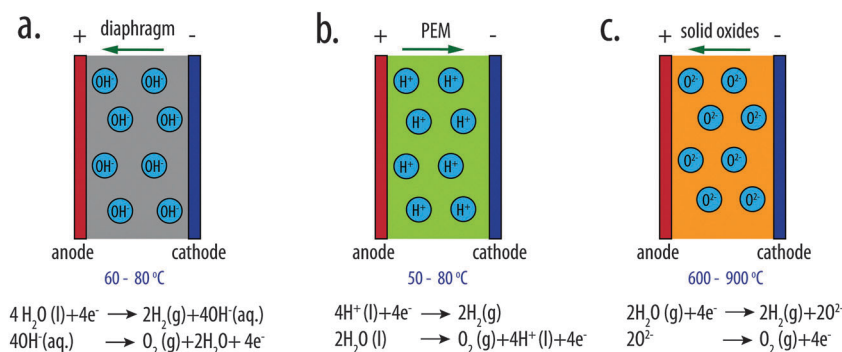 a. diaphragm
+ -
OH⁻ OH⁻
OH⁻ OH⁻
OH⁻ OH⁻
OH⁻ OH⁻
anode cathode
60 - 80 ⁰C
4 H₂O (l)+4e⁻ → 2H₂(g)+4OH⁻(aq.)
4OH⁻(aq.) → O₂ (g)+2H₂O+ 4e⁻
b. PEM
+ -
H⁺ H⁺
H⁺ H⁺
H⁺ H⁺
H⁺ H⁺
anode cathode
50 - 80 ⁰C
4H⁺ (l)+4e⁻ → 2H₂(g)
2H₂O (l) → O₂ (g)+4H⁺(l)+4e⁻
c. solid oxides
+ -
O²⁻ O²⁻
O²⁻ O²⁻
O²⁻ O²⁻
O²⁻ O²⁻
anode cathode
600 - 900 ⁰C
2H₂O (g)+4e⁻ → 2H₂(g)+2O²⁻
2O²⁻ → O₂ (g)+4e⁻